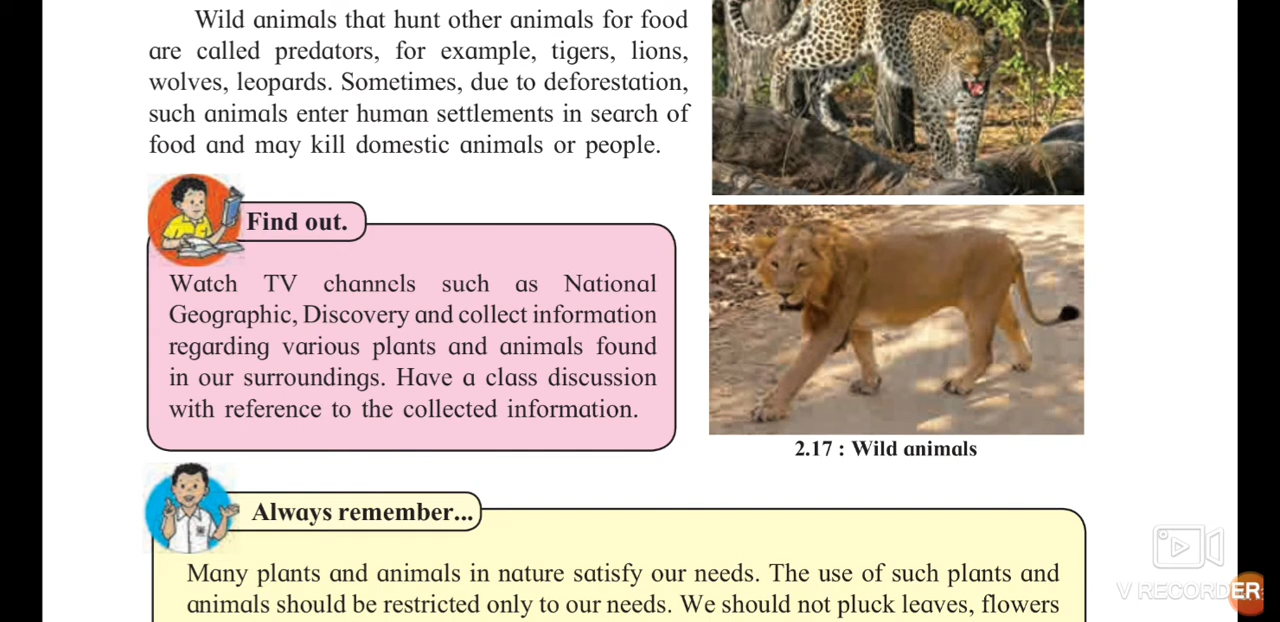 Wild animals that hunt other animals for food
are called predators, for example, tigers, lions,
wolves, leopards. Sometimes, due to deforestation,
such animals enter human settlements in search of
food and may kill domestic animals or people.
Find out.
Watch TV channels such as National
Geographic, Discovery and collect information
regarding various plants and animals found
in our surroundings. Have a class discussion
with reference to the collected information.
2.17 : Wild animals
Always remember...
Many plants and animals in nature satisfy our needs. The use of such plants and
animals should be restricted only to our needs. We should not pluck leaves, flowers
V RECORDER